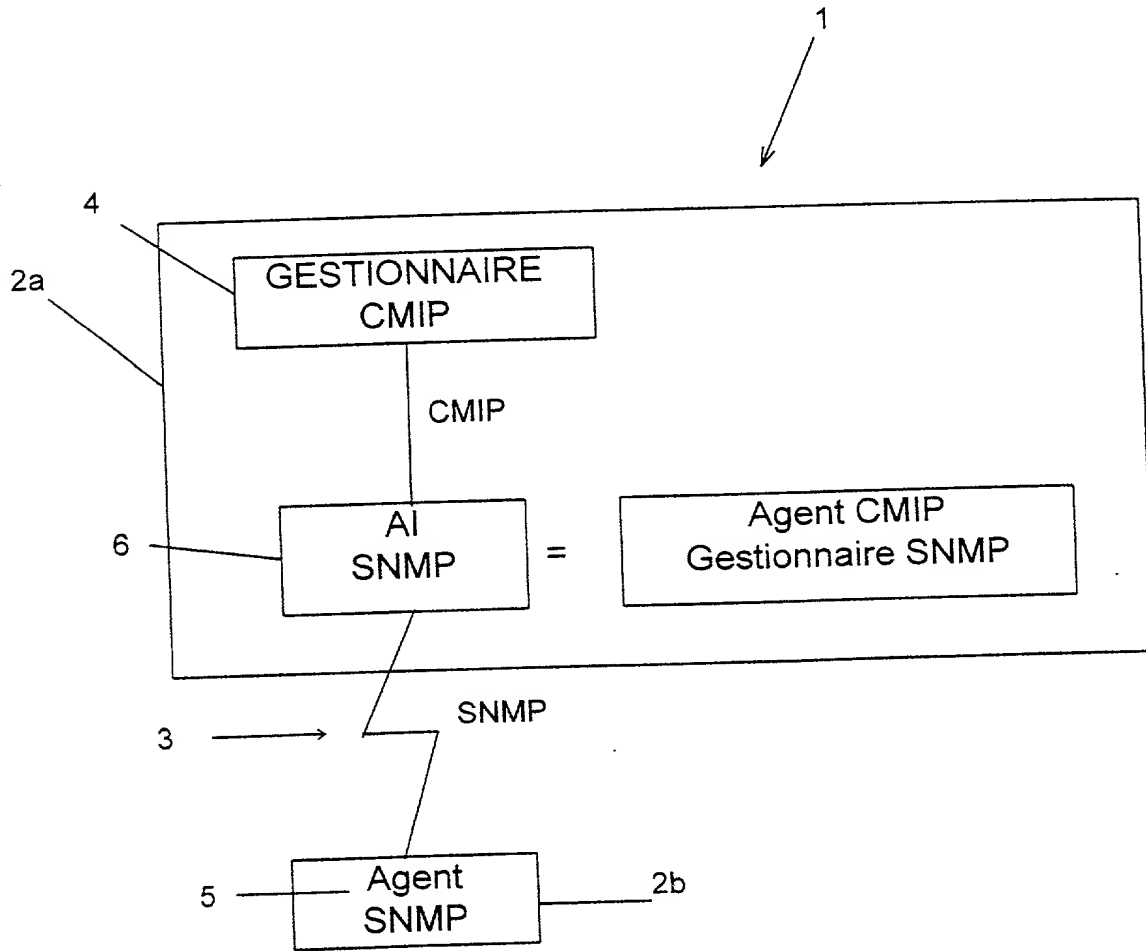 1
4
GESTIONNAIRE
CMIP
2a
CMIP
6
AI
SNMP
=
Agent CMIP
Gestionnaire SNMP
SNMP
3
5
Agent
SNMP
2b